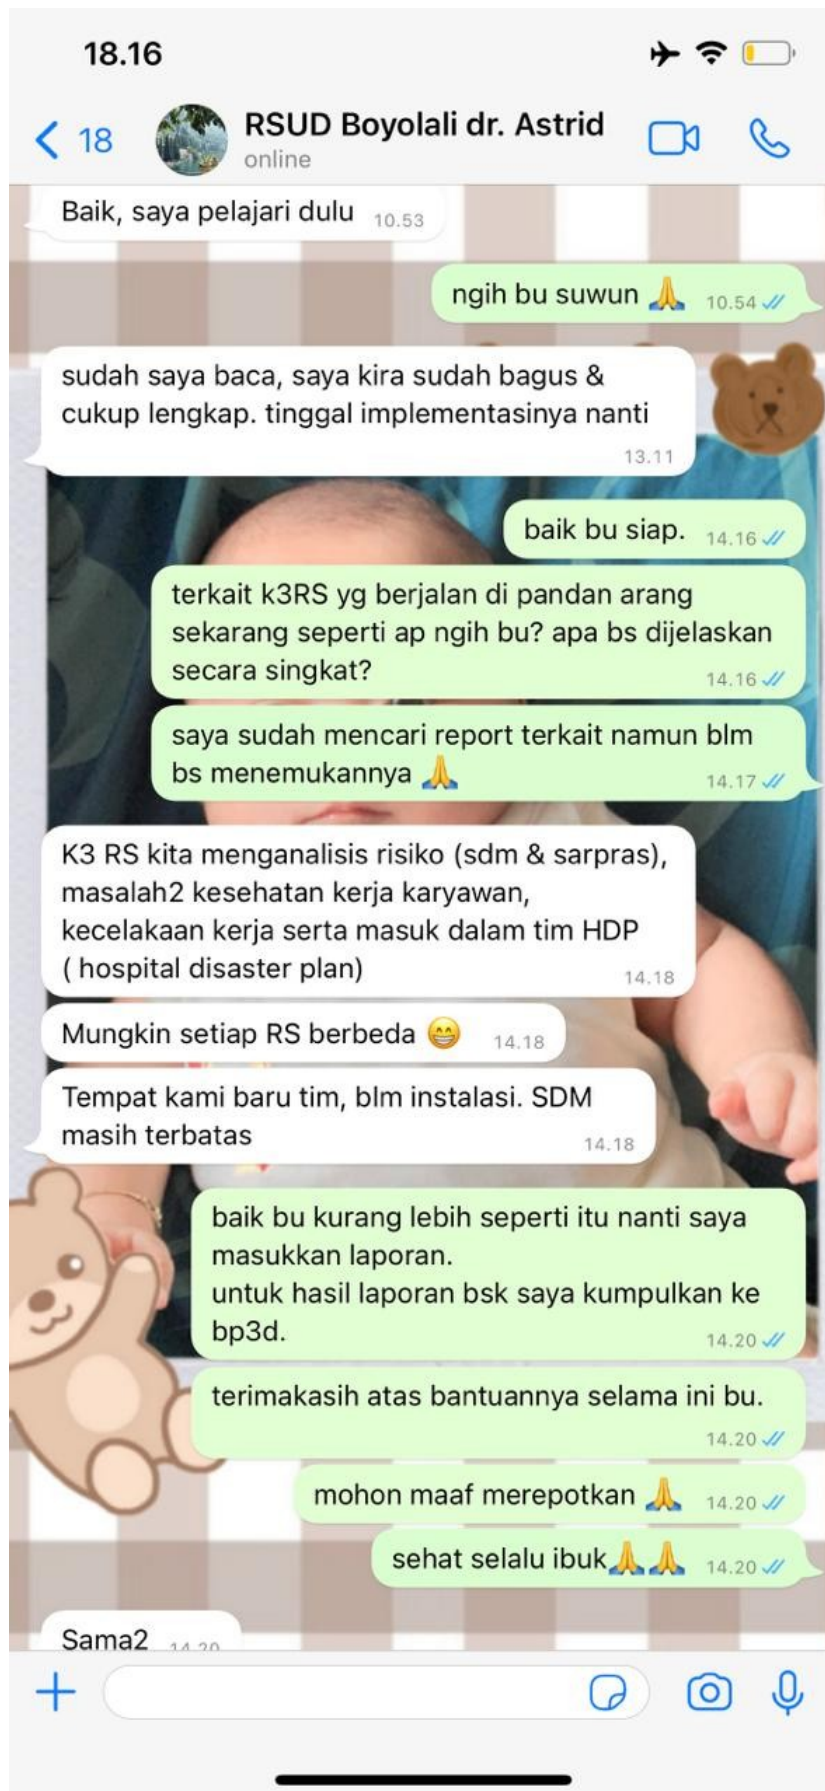 18.16
18
RSUD Boyolali dr. Astrid
online
Baik, saya pelajari dulu 10.53
ngih bu suwun 🙏 10.54
sudah saya baca, saya kira sudah bagus &
cukup lengkap. tinggal implementasinya nanti
13.11
baik bu siap. 14.16
terkait k3RS yg berjalan di pandan arang
sekarang seperti ap ngih bu? apa bs dijelaskan
secara singkat? 14.16
saya sudah mencari report terkait namun blm
bs menemukannya 🙏 14.17
K3 RS kita menganalisis risiko (sdm & sarpras),
masalah2 kesehatan kerja karyawan,
kecelakaan kerja serta masuk dalam tim HDP
( hospital disaster plan) 14.18
Mungkin setiap RS berbeda 😁 14.18
Tempat kami baru tim, blm instalasi. SDM
masih terbatas 14.18
baik bu kurang lebih seperti itu nanti saya
masukkan laporan.
untuk hasil laporan bsk saya kumpulkan ke
bp3d. 14.20
terimakasih atas bantuannya selama ini bu.
14.20
mohon maaf merepotkan 🙏 14.20
sehat selalu ibuk🙏🙏 14.20
Sama2 14.20